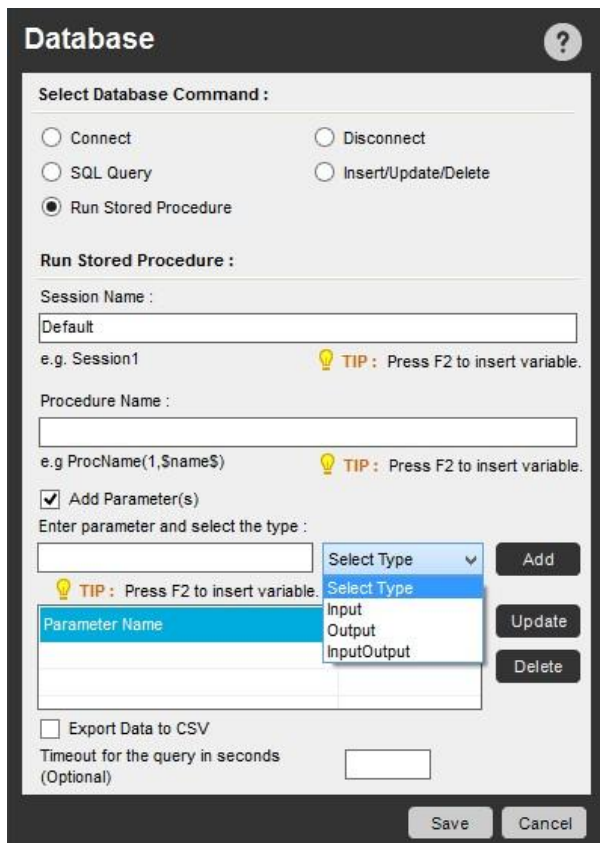 Database
?
Select Database Command :
Connect
Disconnect
SQL Query
Insert/Update/Delete
Run Stored Procedure
Run Stored Procedure :
Session Name :
Default
e.g. Session1
TIP : Press F2 to insert variable.
Procedure Name :
e.g ProcName(1,$name$)
TIP : Press F2 to insert variable.
Add Parameter(s)
Enter parameter and select the type :
Select Type
Add
TIP : Press F2 to insert variable.
Select Type
Input
Output
InputOutput
Parameter Name
Update
Delete
Export Data to CSV
Timeout for the query in seconds
(Optional)
Save
Cancel